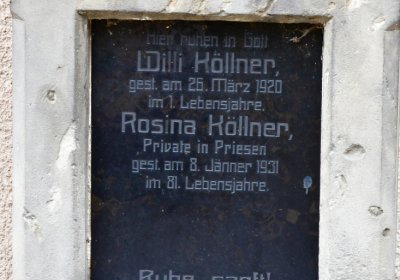 Hier ruhen in Gott
Willi Köllner,
gest. am 26. März 1920
im 1. Lebensjahre.
Rosina Köllner,
Private in Priesen
gest. am 8. Jänner 1931
im 81. Lebensjahre.
Ruhe sanft!